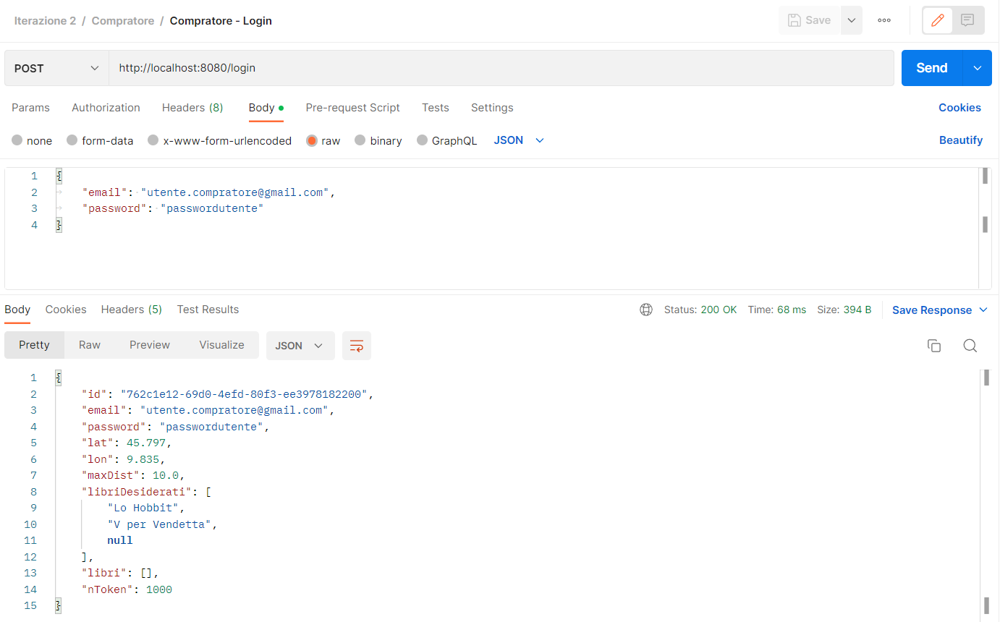 Iterazione 2 / Compratore / Compratore - Login Save
POST http://localhost:8080/login Send
Params Authorization Headers (8) Body Pre-request Script Tests Settings Cookies
none form-data x-www-form-urlencoded raw binary GraphQL JSON Beautify
1 {
2 "email": "utente.compratore@gmail.com",
3 "password": "passwordutente"
4 }
Body Cookies Headers (5) Test Results Status: 200 OK Time: 68 ms Size: 394 B Save Response
Pretty Raw Preview Visualize JSON
1 {
2 "id": "762c1e12-69d0-4efd-80f3-ee3978182200",
3 "email": "utente.compratore@gmail.com",
4 "password": "passwordutente",
5 "lat": 45.797,
6 "lon": 9.835,
7 "maxDist": 10.0,
8 "libriDesiderati": [
9 "Lo Hobbit",
10 "V per Vendetta",
11 null
12 ],
13 "libri": [],
14 "nToken": 1000
15 }